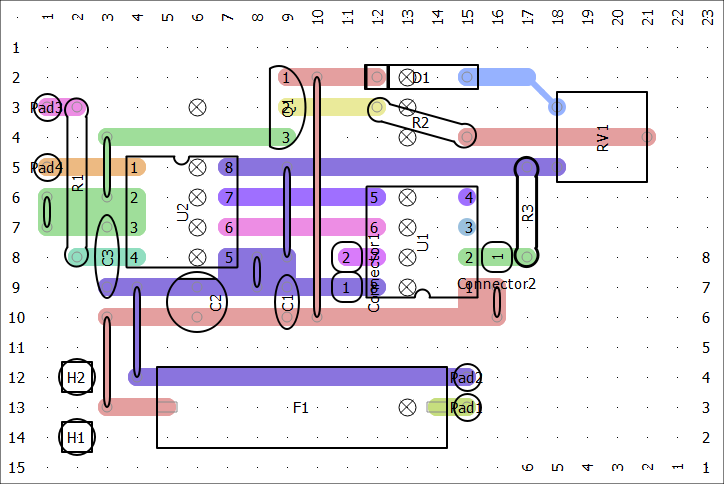 1 2 3 4 5 6 7 8 9 10 11 12 13 14 15 16 17 18 19 20 21 22 23
1
2 1 D1
3 Pad3 2 Q1
R2
4 3 RV1
5 Pad4 1 8
R1 U2 R3
6 2 7 5 4
7 3 6 6 3 U1
8 4 5 2 7 2 1 8
C3 Connector1 Connector2
9 1 8 1 7
C2 C1
10 6
11 5
12 H2 Pad2 4
13 F1 Pad1 3
14 H1 2
15 6 5 4 3 2 1 1